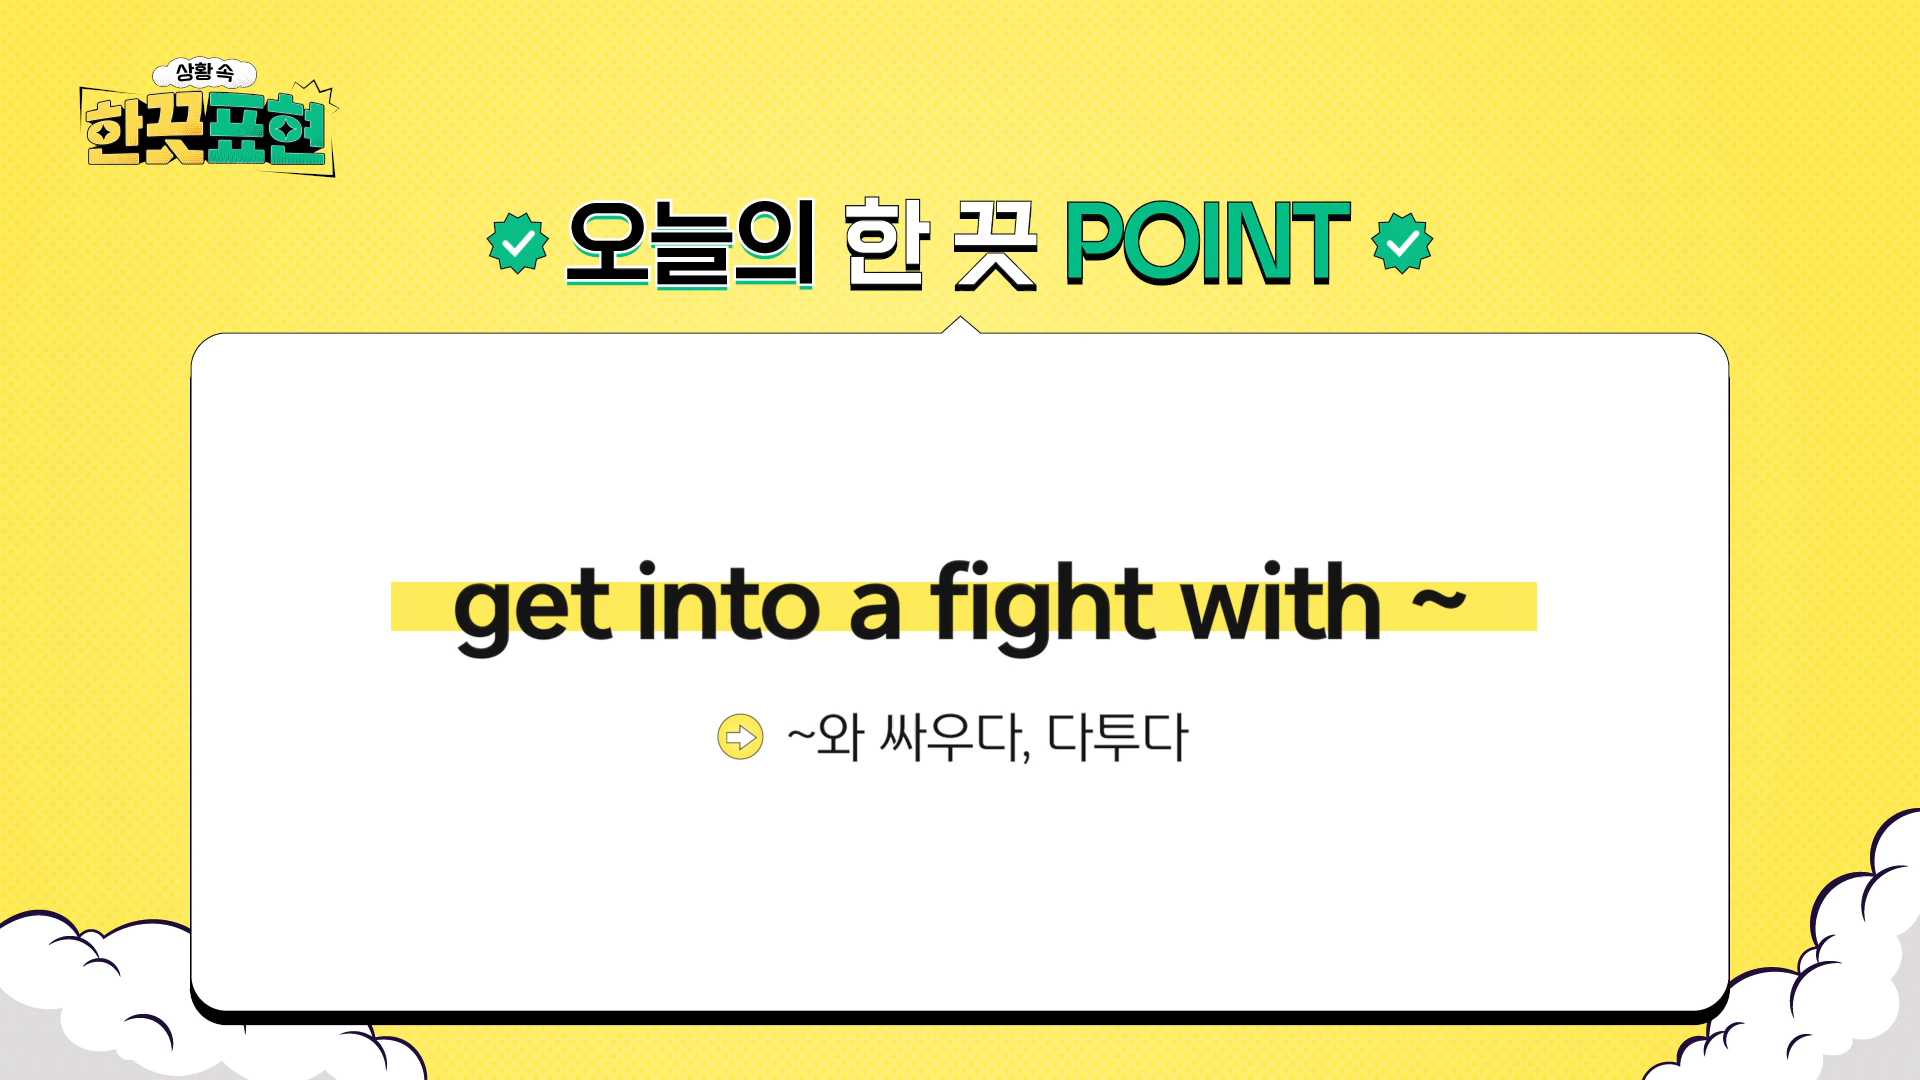 상황 속
한끗표현
오늘의 한 끗 POINT
get into a fight with ~
~와 싸우다, 다투다